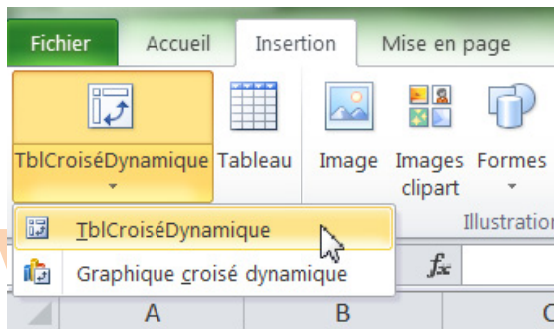 Fichier Accueil Insertion Mise en page
TblCroiséDynamique Tableau Image Images clipart Formes
Illustration
TblCroiséDynamique
Graphique croisé dynamique
fx
A B C